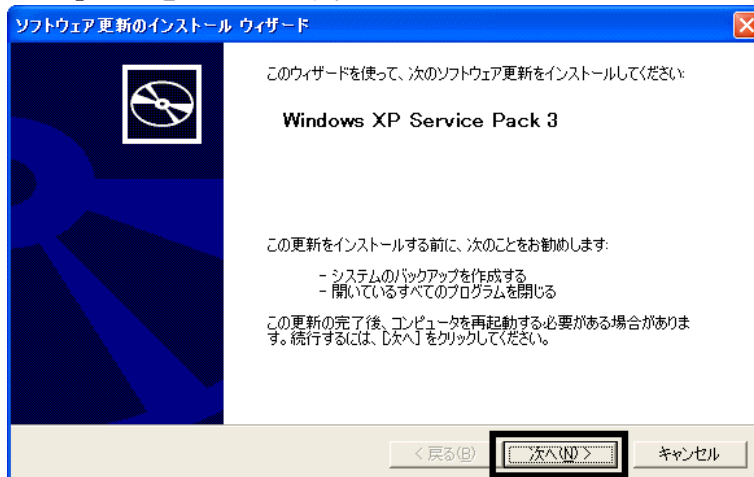 ソフトウェア更新のインストール ウィザード
このウィザードを使って、次のソフトウェア更新をインストールしてください:
Windows XP Service Pack 3
この更新をインストールする前に、次のことをお勧めします:
- システムのバックアップを作成する
- 開いているすべてのプログラムを閉じる
この更新の完了後、コンピュータを再起動する必要がある場合がありま
す。続行するには、[次へ] をクリックしてください。
< 戻る(B)
次へ(N) >
キャンセル